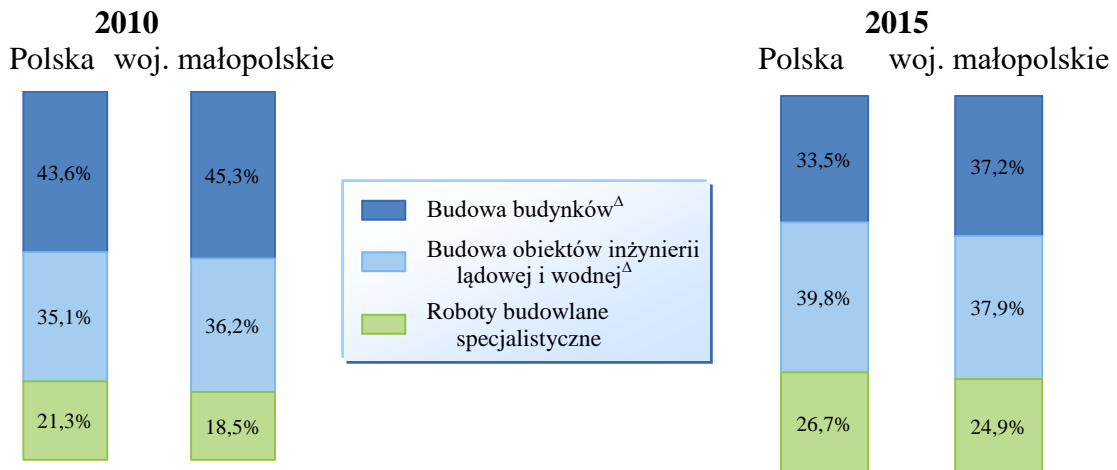 2010
Polska woj. małopolskie
43,6%
45,3%
35,1%
36,2%
21,3%
18,5%
Budowa budynków^Δ
Budowa obiektów inżynierii
lądowej i wodnej^Δ
Roboty budowlane
specjalistyczne
2015
Polska woj. małopolskie
33,5%
37,2%
39,8%
37,9%
26,7%
24,9%